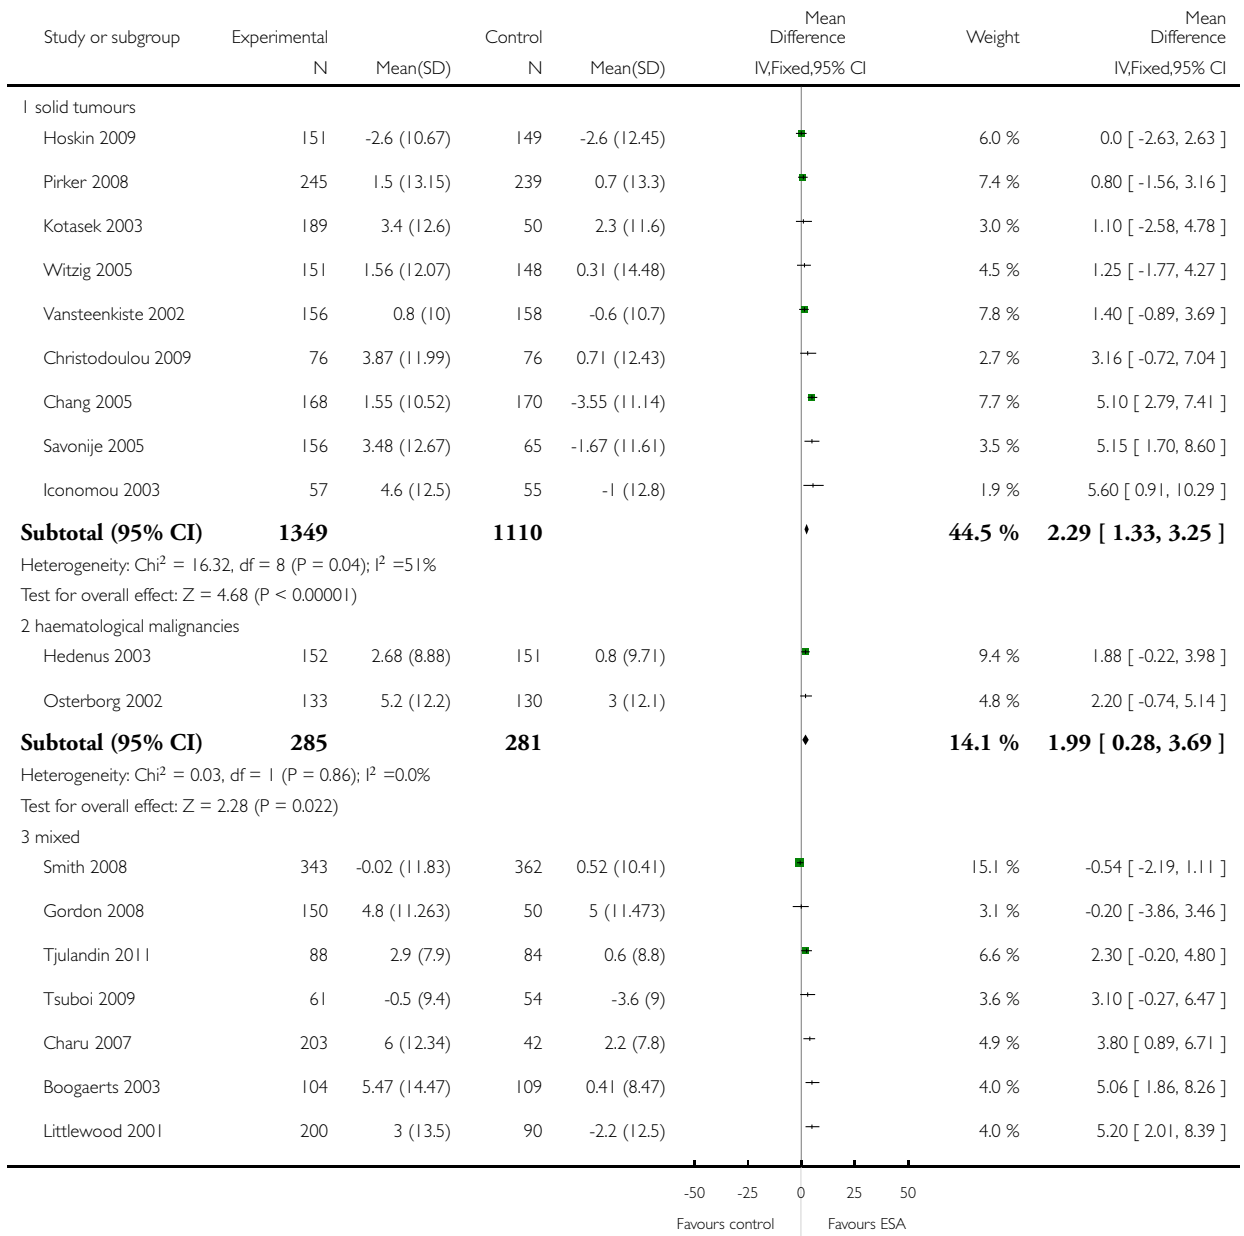 Study or subgroup Experimental Control Mean Difference Weight Mean Difference
N Mean(SD) N Mean(SD) IV,Fixed,95% CI IV,Fixed,95% CI
1 solid tumours
Hoskin 2009 151 -2.6 (10.67) 149 -2.6 (12.45) 6.0 % 0.0 [ -2.63, 2.63 ]
Pirker 2008 245 1.5 (13.15) 239 0.7 (13.3) 7.4 % 0.80 [ -1.56, 3.16 ]
Kotasek 2003 189 3.4 (12.6) 50 2.3 (11.6) 3.0 % 1.10 [ -2.58, 4.78 ]
Witzig 2005 151 1.56 (12.07) 148 0.31 (14.48) 4.5 % 1.25 [ -1.77, 4.27 ]
Vansteenkiste 2002 156 0.8 (10) 158 -0.6 (10.7) 7.8 % 1.40 [ -0.89, 3.69 ]
Christodoulou 2009 76 3.87 (11.99) 76 0.71 (12.43) 2.7 % 3.16 [ -0.72, 7.04 ]
Chang 2005 168 1.55 (10.52) 170 -3.55 (11.14) 7.7 % 5.10 [ 2.79, 7.41 ]
Savonije 2005 156 3.48 (12.67) 65 -1.67 (11.61) 3.5 % 5.15 [ 1.70, 8.60 ]
Iconomou 2003 57 4.6 (12.5) 55 -1 (12.8) 1.9 % 5.60 [ 0.91, 10.29 ]
Subtotal (95% CI) 1349 1110 44.5 % 2.29 [ 1.33, 3.25 ]
Heterogeneity: Chi² = 16.32, df = 8 (P = 0.04); I² =51%
Test for overall effect: Z = 4.68 (P < 0.00001)
2 haematological malignancies
Hedenus 2003 152 2.68 (8.88) 151 0.8 (9.71) 9.4 % 1.88 [ -0.22, 3.98 ]
Osterborg 2002 133 5.2 (12.2) 130 3 (12.1) 4.8 % 2.20 [ -0.74, 5.14 ]
Subtotal (95% CI) 285 281 14.1 % 1.99 [ 0.28, 3.69 ]
Heterogeneity: Chi² = 0.03, df = 1 (P = 0.86); I² =0.0%
Test for overall effect: Z = 2.28 (P = 0.022)
3 mixed
Smith 2008 343 -0.02 (11.83) 362 0.52 (10.41) 15.1 % -0.54 [ -2.19, 1.11 ]
Gordon 2008 150 4.8 (11.263) 50 5 (11.473) 3.1 % -0.20 [ -3.86, 3.46 ]
Tjulandin 2011 88 2.9 (7.9) 84 0.6 (8.8) 6.6 % 2.30 [ -0.20, 4.80 ]
Tsuboi 2009 61 -0.5 (9.4) 54 -3.6 (9) 3.6 % 3.10 [ -0.27, 6.47 ]
Charu 2007 203 6 (12.34) 42 2.2 (7.8) 4.9 % 3.80 [ 0.89, 6.71 ]
Boogaerts 2003 104 5.47 (14.47) 109 0.41 (8.47) 4.0 % 5.06 [ 1.86, 8.26 ]
Littlewood 2001 200 3 (13.5) 90 -2.2 (12.5) 4.0 % 5.20 [ 2.01, 8.39 ]
-50 -25 0 25 50
Favours control Favours ESA